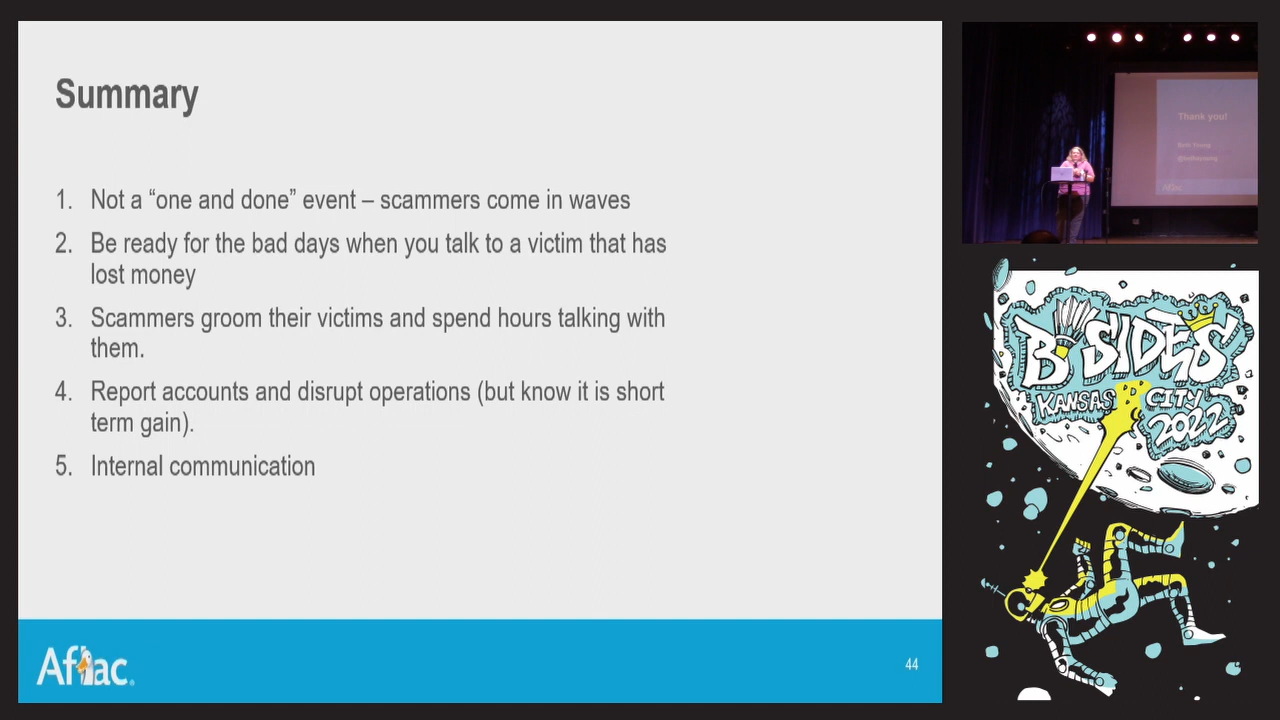 Summary
1. Not a “one and done” event – scammers come in waves
2. Be ready for the bad days when you talk to a victim that has
lost money
3. Scammers groom their victims and spend hours talking with
them.
4. Report accounts and disrupt operations (but know it is short
term gain).
5. Internal communication
Aflac
44
Thank you!
Aflac
BSIDES
KANSAS CITY
2022